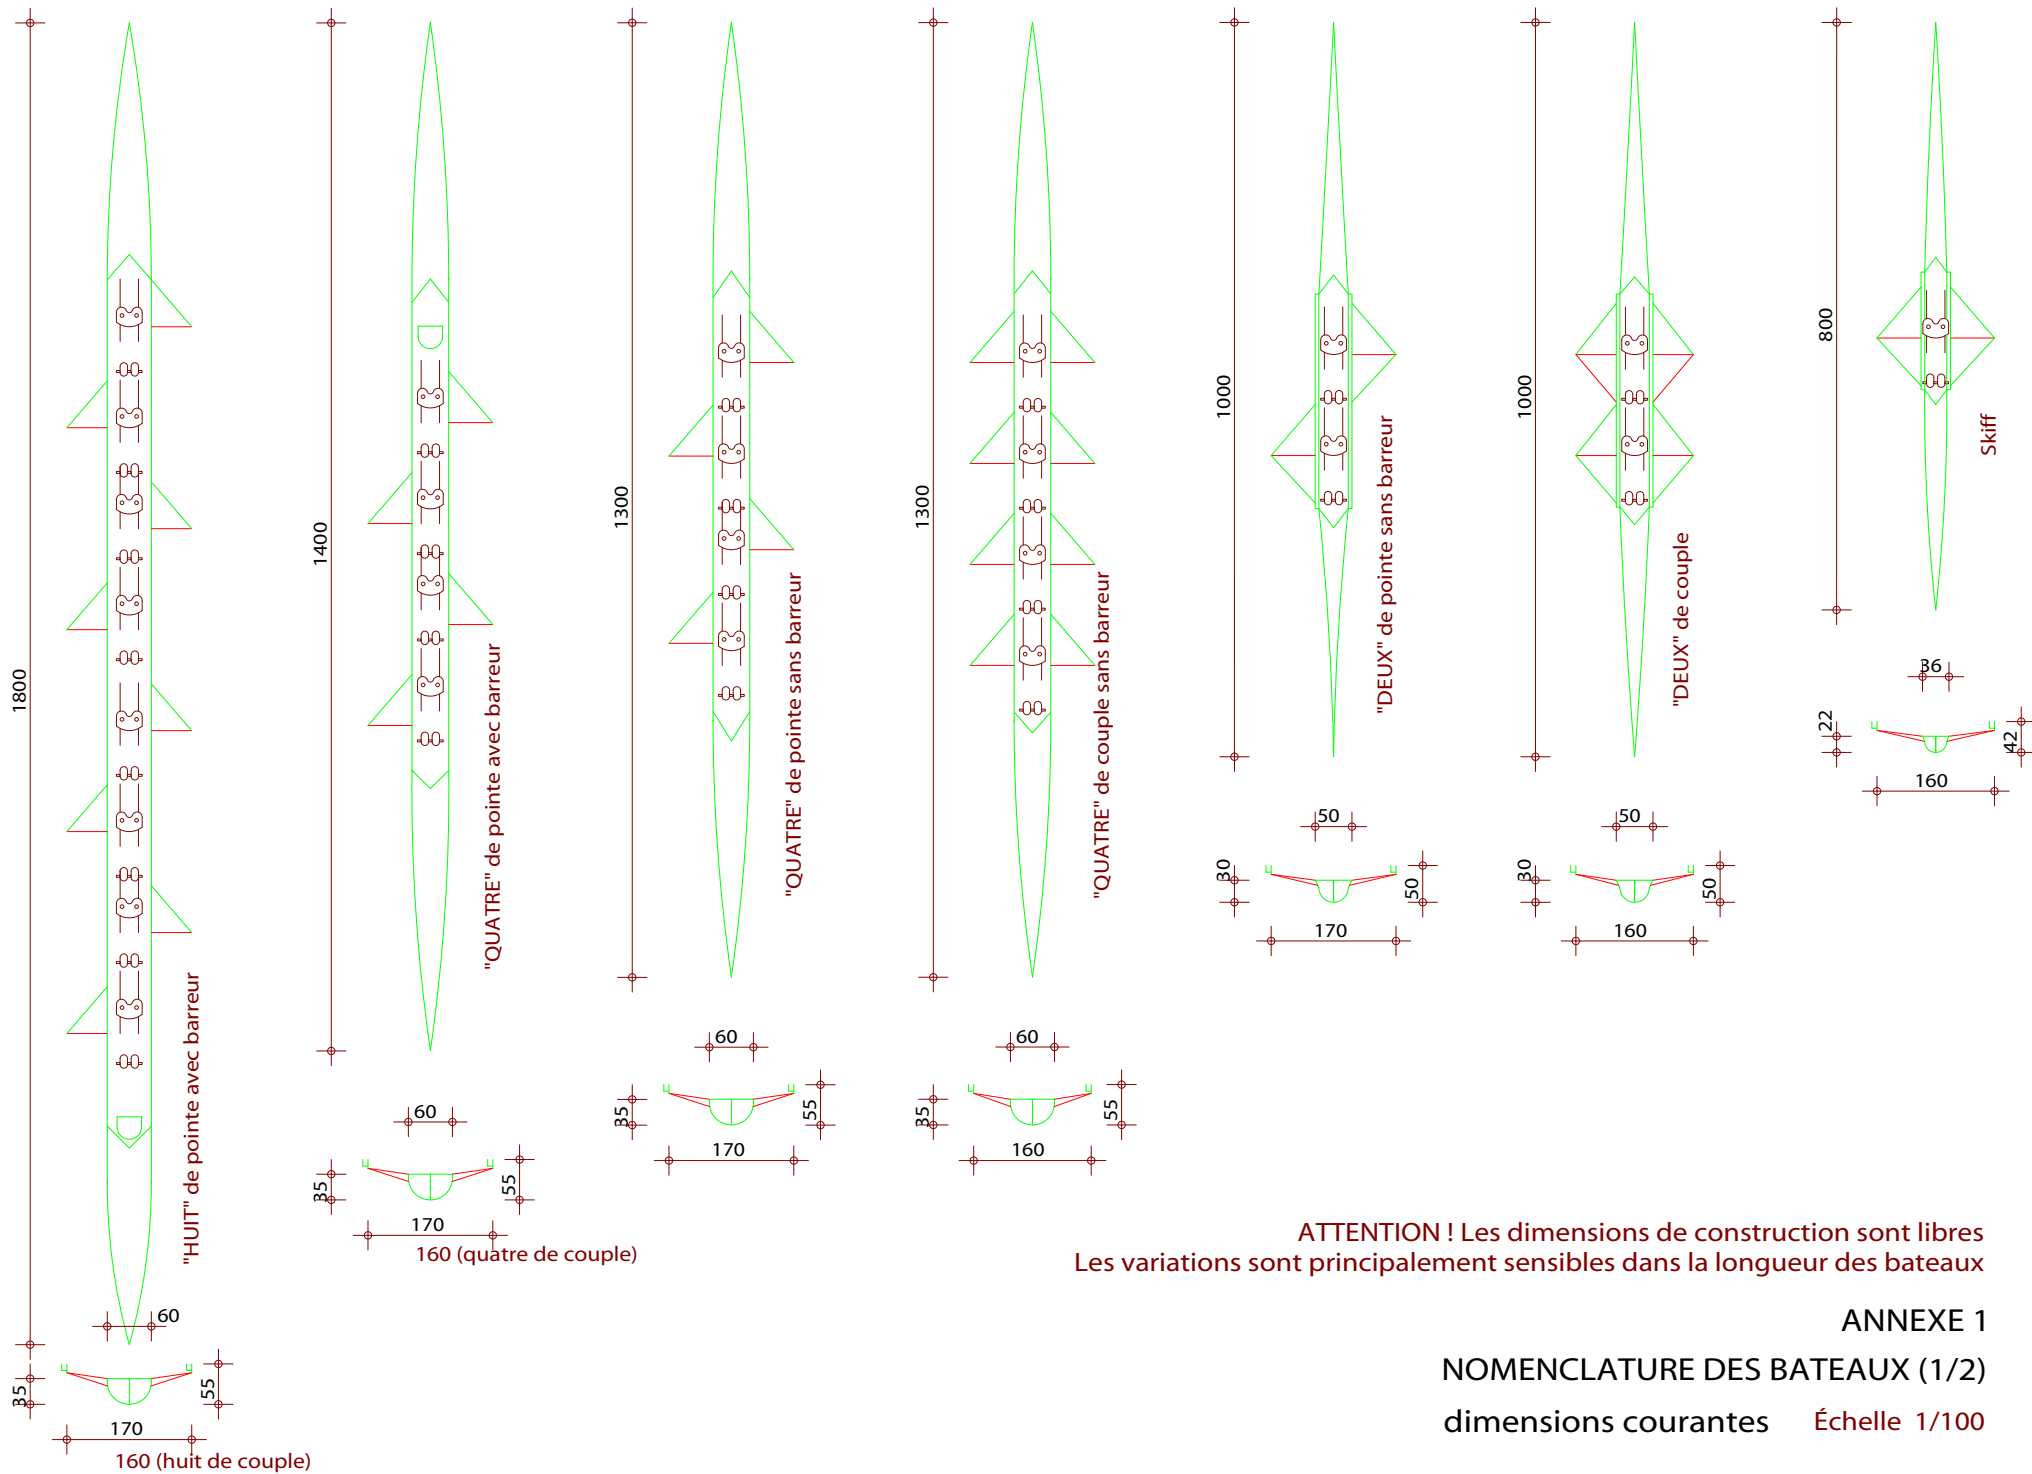 1800
"HUIT" de pointe avec barreur
60
35
55
170
160 (huit de couple)
1400
"QUATRE" de pointe avec barreur
60
35
55
170
160 (quatre de couple)
1300
"QUATRE" de pointe sans barreur
60
35
55
170
1300
"QUATRE" de couple sans barreur
60
35
55
160
1000
"DEUX" de pointe sans barreur
50
30
50
170
1000
"DEUX" de couple
50
30
50
160
800
Skiff
36
22
42
160
ATTENTION ! Les dimensions de construction sont libres
Les variations sont principalement sensibles dans la longueur des bateaux
ANNEXE 1
NOMENCLATURE DES BATEAUX (1/2)
dimensions courantes Échelle 1/100